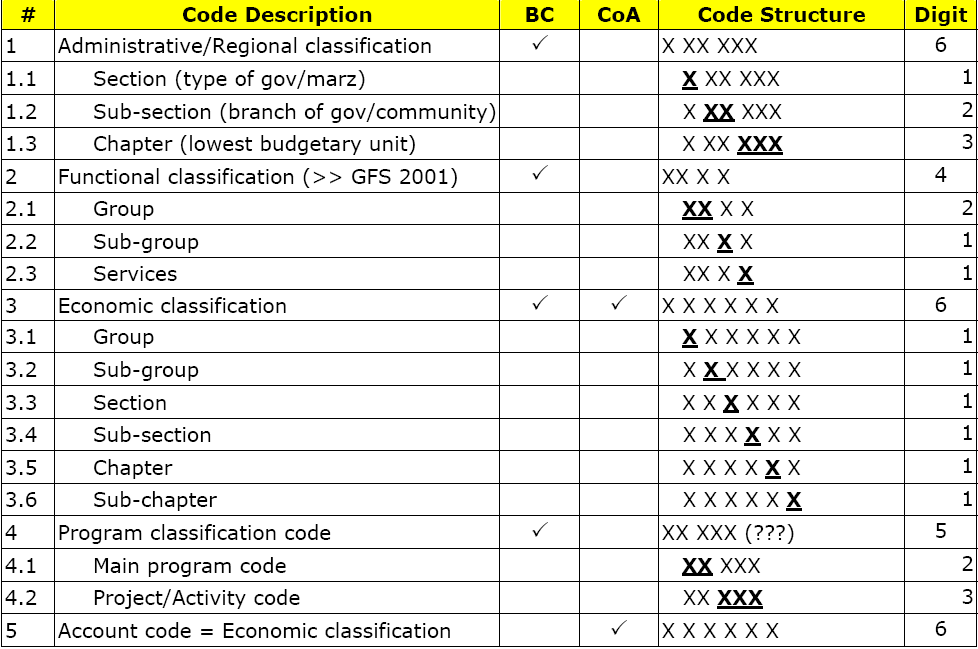 # Code Description BC CoA Code Structure Digit
1 Administrative/Regional classification ✓ X XX XXX 6
1.1 Section (type of gov/marz) X XX XXX 1
1.2 Sub-section (branch of gov/community) X XX XXX 2
1.3 Chapter (lowest budgetary unit) X XX XXX 3
2 Functional classification (>> GFS 2001) ✓ XX X X 4
2.1 Group XX X X 2
2.2 Sub-group XX X X 1
2.3 Services XX X X 1
3 Economic classification ✓ ✓ X X X X X X 6
3.1 Group X X X X X X 1
3.2 Sub-group X X X X X X 1
3.3 Section X X X X X X 1
3.4 Sub-section X X X X X X 1
3.5 Chapter X X X X X X 1
3.6 Sub-chapter X X X X X X 1
4 Program classification code ✓ XX XXX (???) 5
4.1 Main program code XX XXX 2
4.2 Project/Activity code XX XXX 3
5 Account code = Economic classification ✓ X X X X X X 6